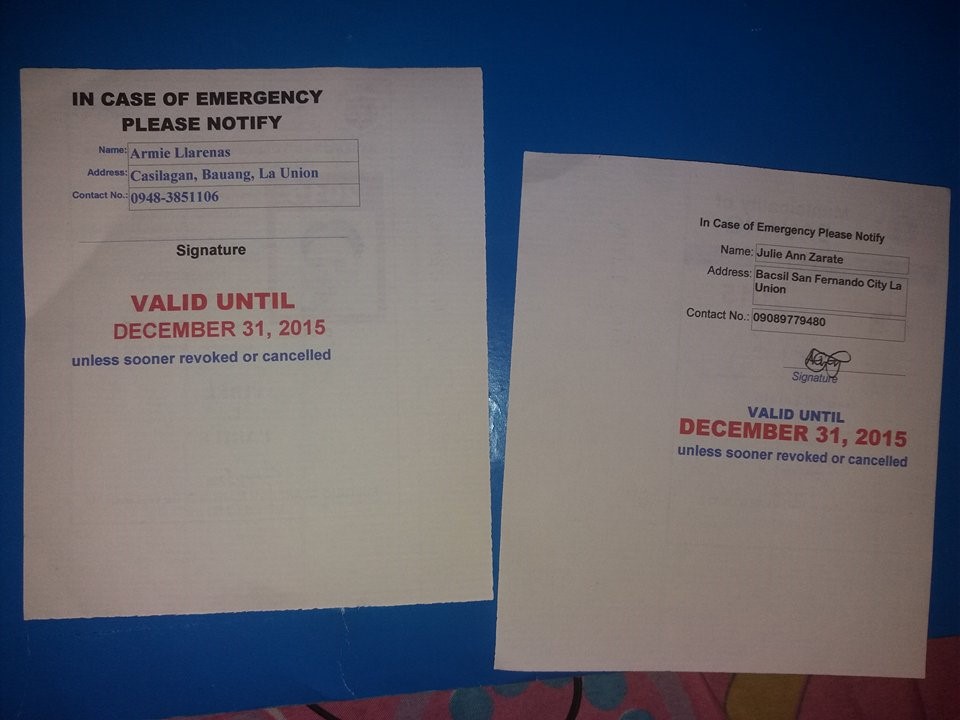 IN CASE OF EMERGENCY
PLEASE NOTIFY
Name: Armie Llarenas
Address: Casilagan, Bauang, La Union
Contact No.: 0948-3851106
Signature
VALID UNTIL
DECEMBER 31, 2015
unless sooner revoked or cancelled
In Case of Emergency Please Notify
Name: Julie Ann Zarate
Address: Bacsil San Fernando City La
Union
Contact No.: 09089779480
Signature
VALID UNTIL
DECEMBER 31, 2015
unless sooner revoked or cancelled